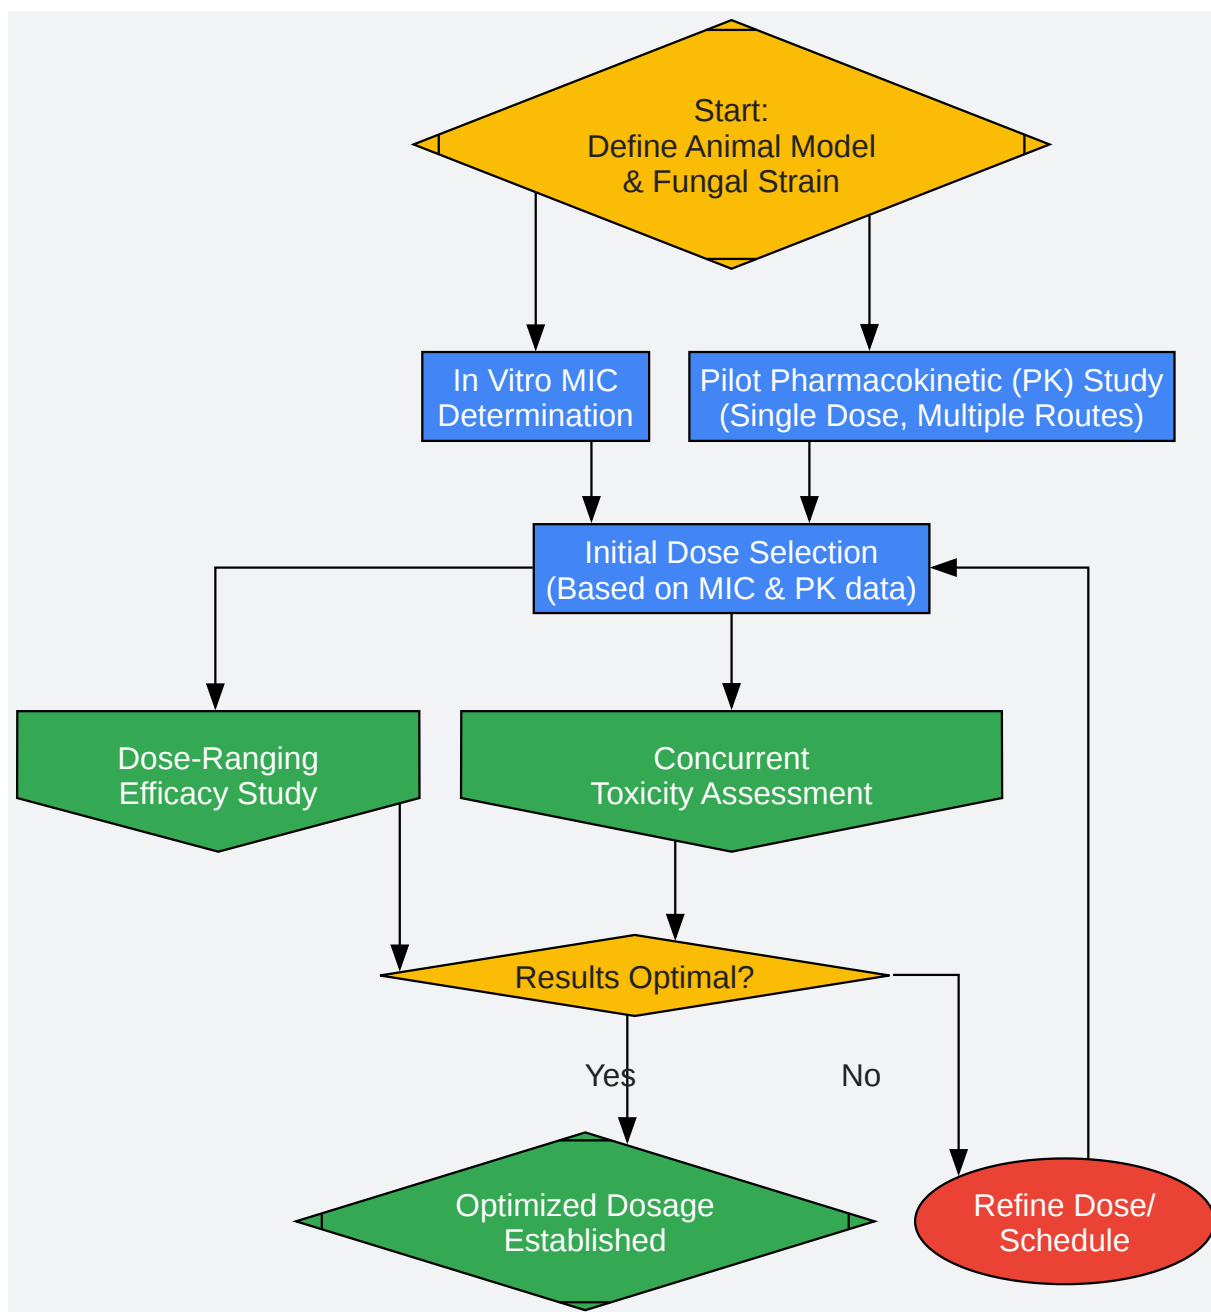 Start:
Define Animal Model
& Fungal Strain
In Vitro MIC
Determination
Pilot Pharmacokinetic (PK) Study
(Single Dose, Multiple Routes)
Initial Dose Selection
(Based on MIC & PK data)
Dose-Ranging
Efficacy Study
Concurrent
Toxicity Assessment
Results Optimal?
Yes
No
Optimized Dosage
Established
Refine Dose/
Schedule